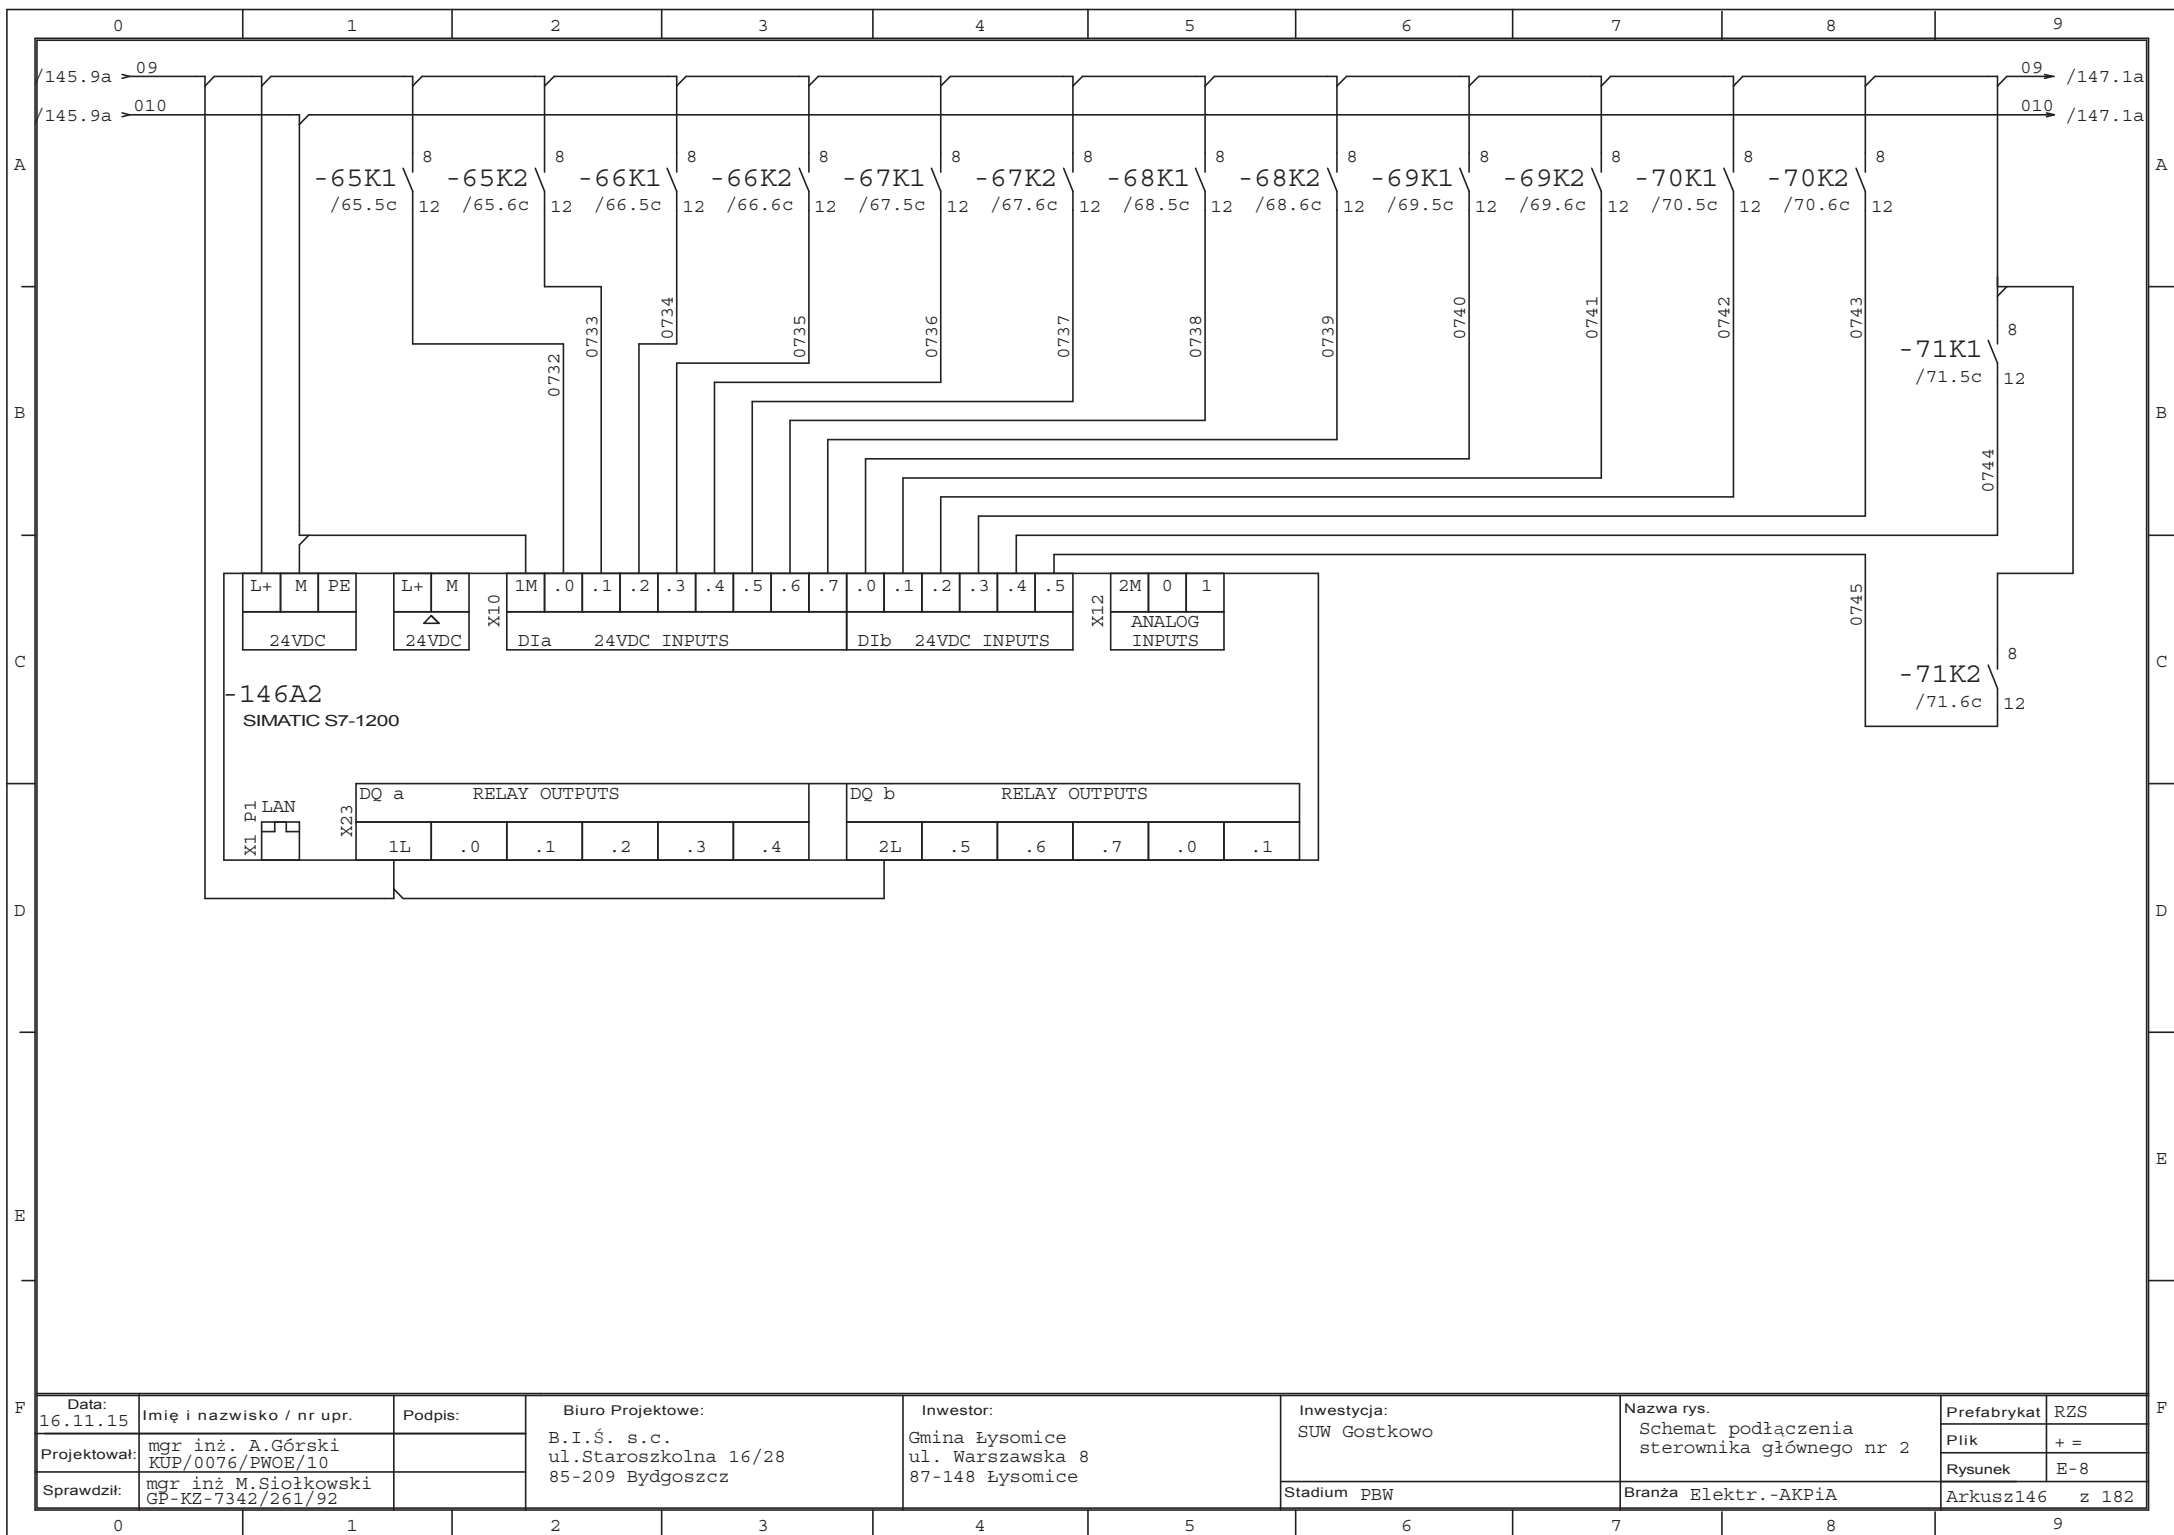 0 1 2 3 4 5 6 7 8 9
/145.9a 09 09 /147.1a
/145.9a 010 010 /147.1a
A A
8 8 8 8 8 8 8 8 8 8 8 8
-65K1 -65K2 -66K1 -66K2 -67K1 -67K2 -68K1 -68K2 -69K1 -69K2 -70K1 -70K2
/65.5c 12 /65.6c 12 /66.5c 12 /66.6c 12 /67.5c 12 /67.6c 12 /68.5c 12 /68.6c 12 /69.5c 12 /69.6c 12 /70.5c 12 /70.6c 12
0732 0733 0734 0735 0736 0737 0738 0739 0740 0741 0742 0743
8
-71K1
/71.5c 12
B B
0744
L+ M PE L+ M X10 1M .0 .1 .2 .3 .4 .5 .6 .7 .0 .1 .2 .3 .4 .5 X12 2M 0 1
24VDC 24VDC DIa 24VDC INPUTS DIb 24VDC INPUTS ANALOG
INPUTS
0745
C C
8
-71K2
/71.6c 12
-146A2
SIMATIC S7-1200
X1 P1 LAN X23 DQ a RELAY OUTPUTS DQ b RELAY OUTPUTS
1L .0 .1 .2 .3 .4 2L .5 .6 .7 .0 .1
D D
E
E
F F
Data:
16.11.15
Imię i nazwisko / nr upr.
Podpis:
Projektował:
mgr inż. A.Górski
KUP/0076/PWOE/10
Sprawdził:
mgr inż M.Siołkowski
GP-KZ-7342/261/92
Biuro Projektowe:
B.I.Ś. s.c.
ul.Staroszkolna 16/28
85-209 Bydgoszcz
Inwestor:
Gmina Łysomice
ul. Warszawska 8
87-148 Łysomice
Inwestycja:
SUW Gostkowo
Stadium PBW
Nazwa rys.
Schemat podłączenia
sterownika głównego nr 2
Branża Elektr.-AKPiA
Prefabrykat RZS
Plik + =
Rysunek E-8
Arkusz146 z 182
0 1 2 3 4 5 6 7 8 9